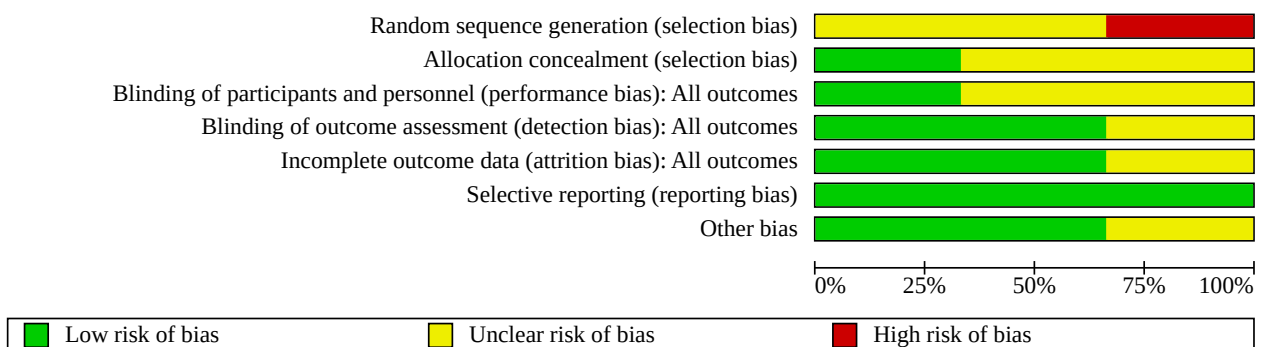 Random sequence generation (selection bias)
Allocation concealment (selection bias)
Blinding of participants and personnel (performance bias): All outcomes
Blinding of outcome assessment (detection bias): All outcomes
Incomplete outcome data (attrition bias): All outcomes
Selective reporting (reporting bias)
Other bias
0% 25% 50% 75% 100%
Low risk of bias Unclear risk of bias High risk of bias